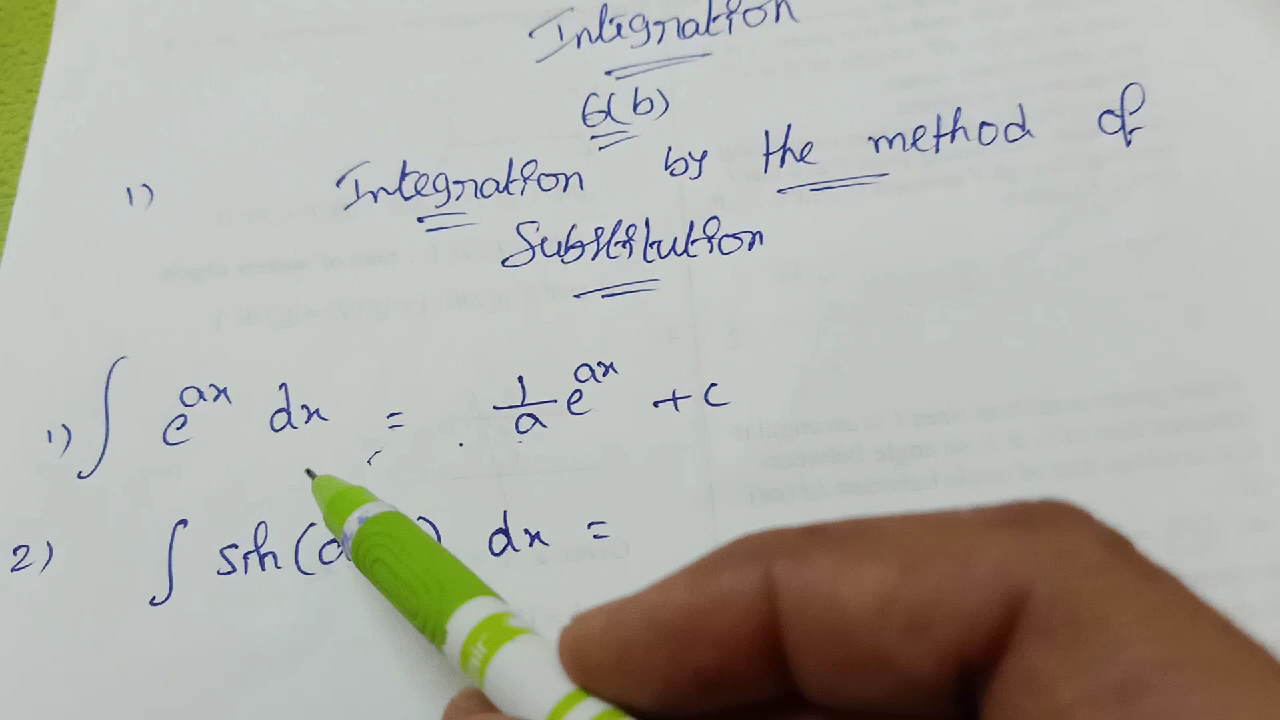 Integration
6(b)
1) Integration by the method of
Substitution
1) ∫ e^{ax} dx = 1/a e^{ax} + c
2) ∫ sin( ) dx =